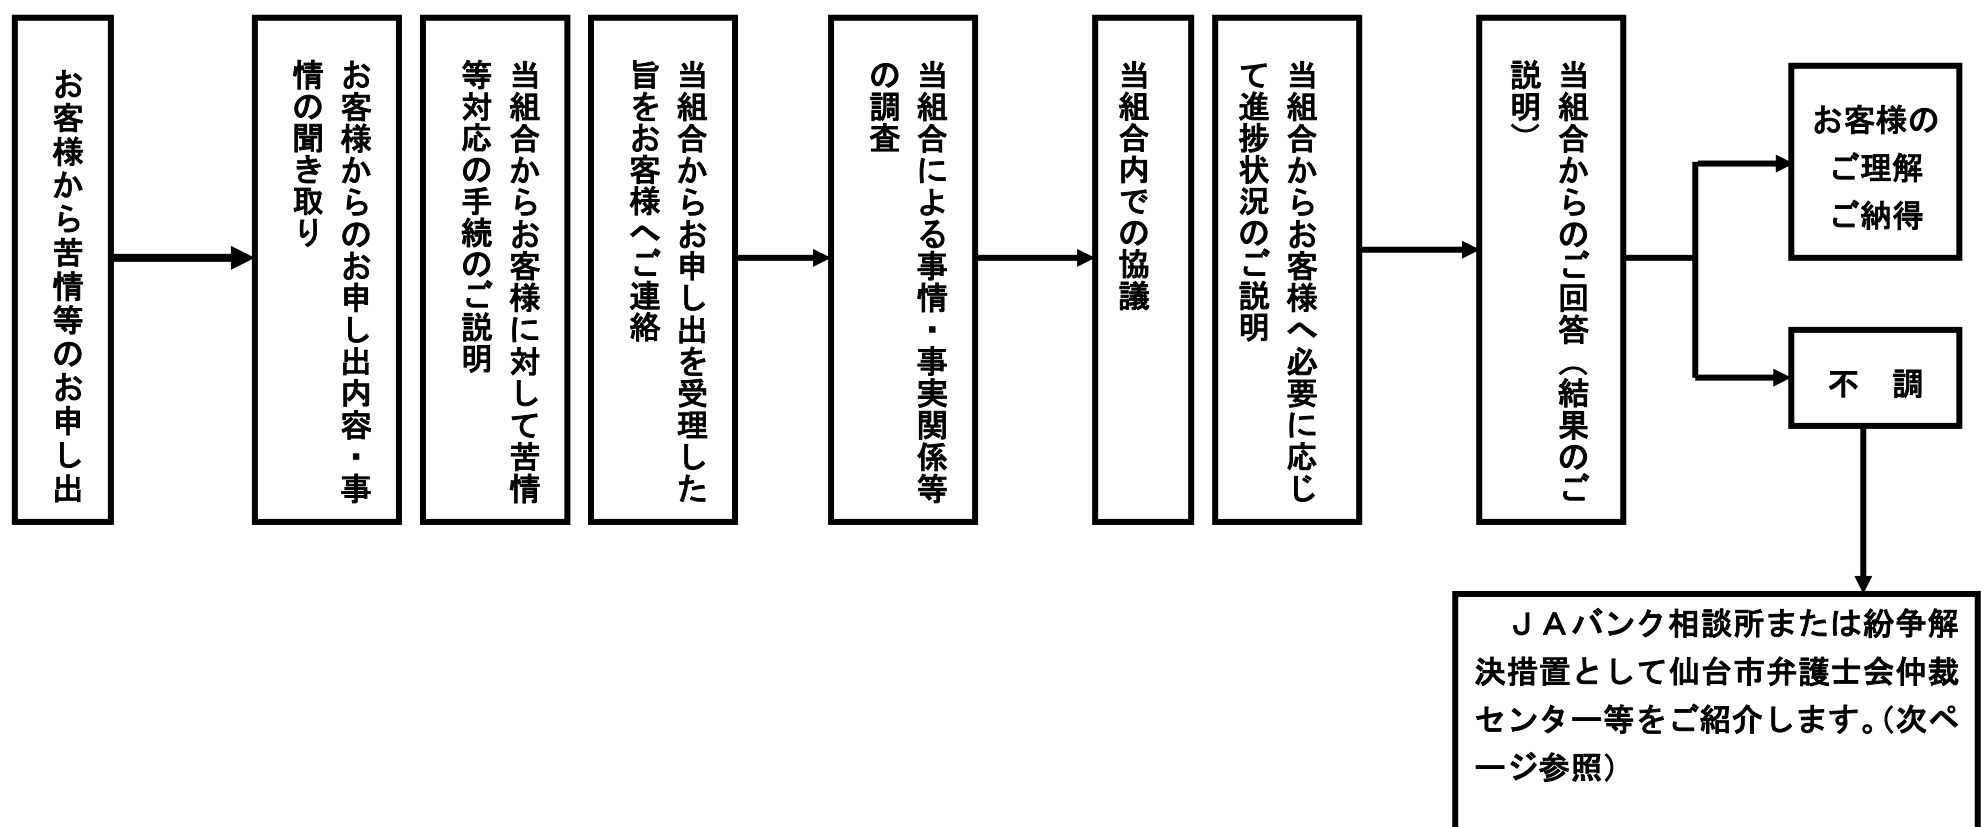 お客様から苦情等のお申し出
お客様からのお申し出内容・事
情の聞き取り
当組合からお客様に対して苦情
等対応の手続のご説明
当組合からお申し出を受理した
旨をお客様へご連絡
当組合による事情・事実関係等
の調査
当組合内での協議
当組合からお客様へ必要に応じ
て進捗状況のご説明
当組合からのご回答（結果のご
説明）
お客様の
ご理解
ご納得
不　調
ＪＡバンク相談所または紛争解
決措置として仙台市弁護士会仲裁
センター等をご紹介します。（次ペ
ージ参照）